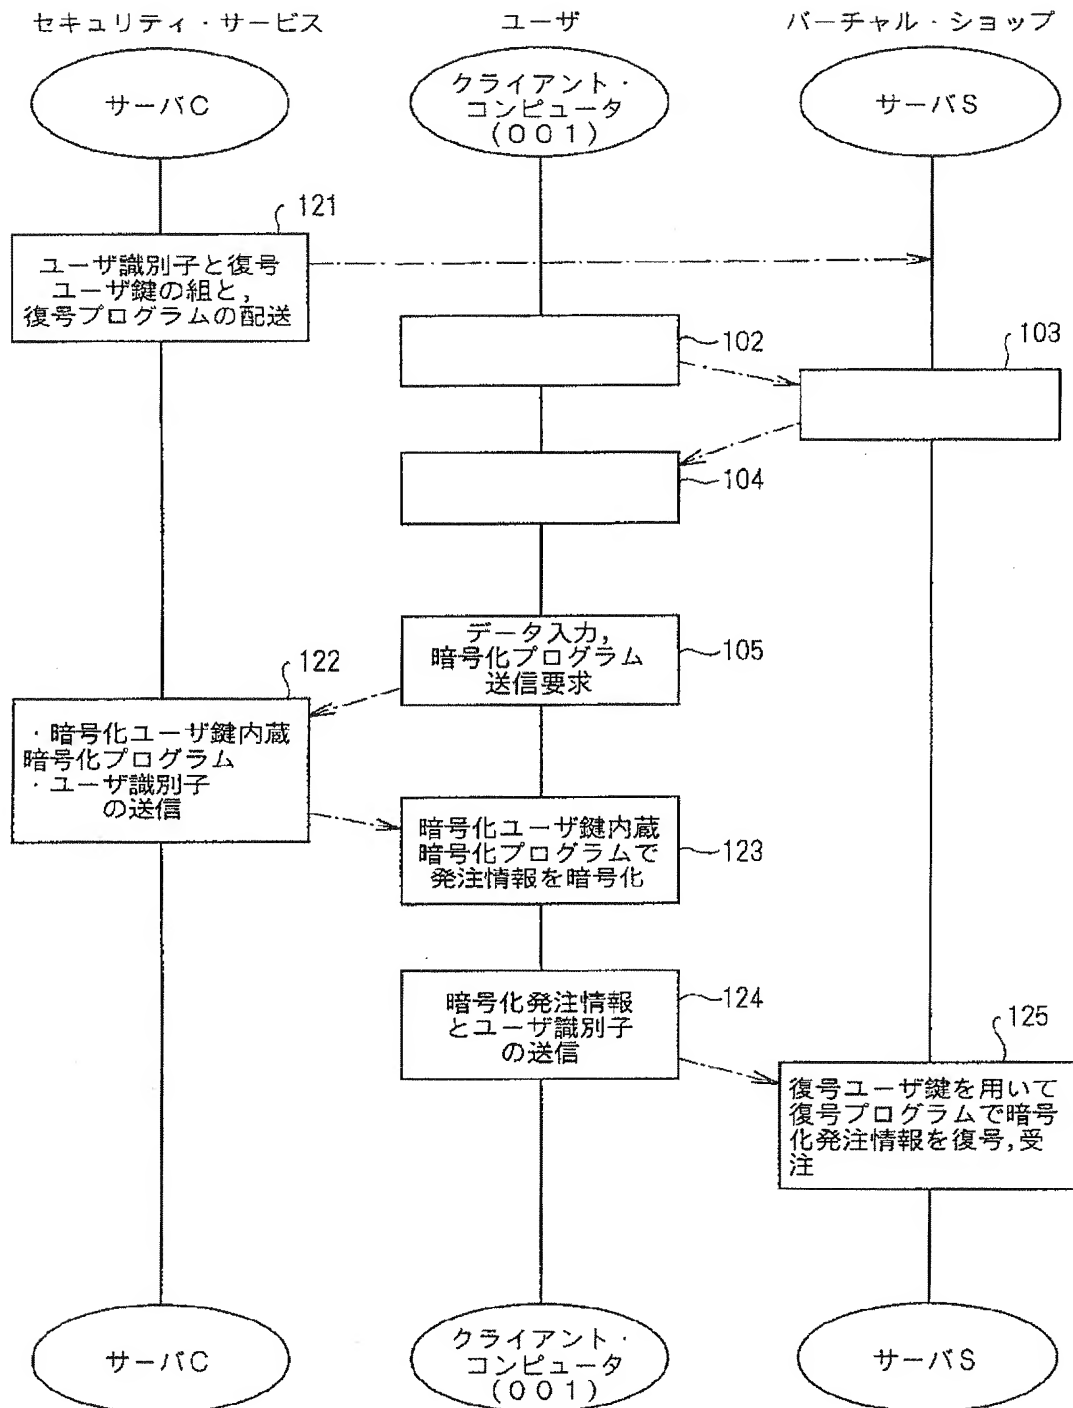 セキュリティ・サービス
ユーザ
バーチャル・ショップ
サーバC
クライアント・
コンピュータ
(００１)
サーバS
121
ユーザ識別子と復号
ユーザ鍵の組と,
復号プログラムの配送
102
103
104
データ入力,
暗号化プログラム
送信要求
105
122
・暗号化ユーザ鍵内蔵
暗号化プログラム
・ユーザ識別子
の送信
暗号化ユーザ鍵内蔵
暗号化プログラムで
発注情報を暗号化
123
暗号化発注情報
とユーザ識別子
の送信
124
125
復号ユーザ鍵を用いて
復号プログラムで暗号
化発注情報を復号,受
注
サーバC
クライアント・
コンピュータ
(００１)
サーバS